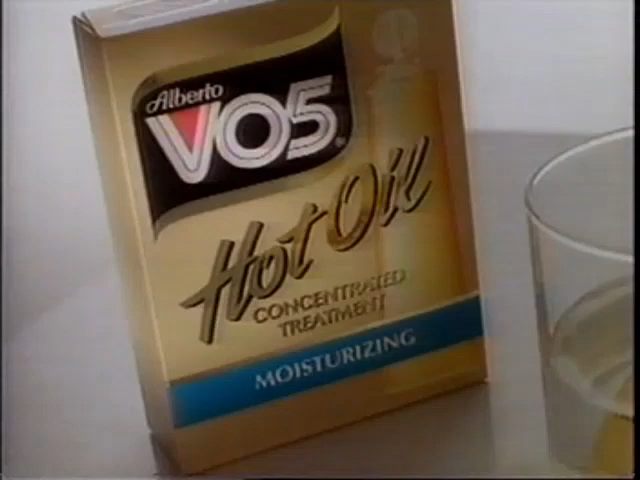 Alberto
VO5
Hot Oil
CONCENTRATED
TREATMENT
MOISTURIZING